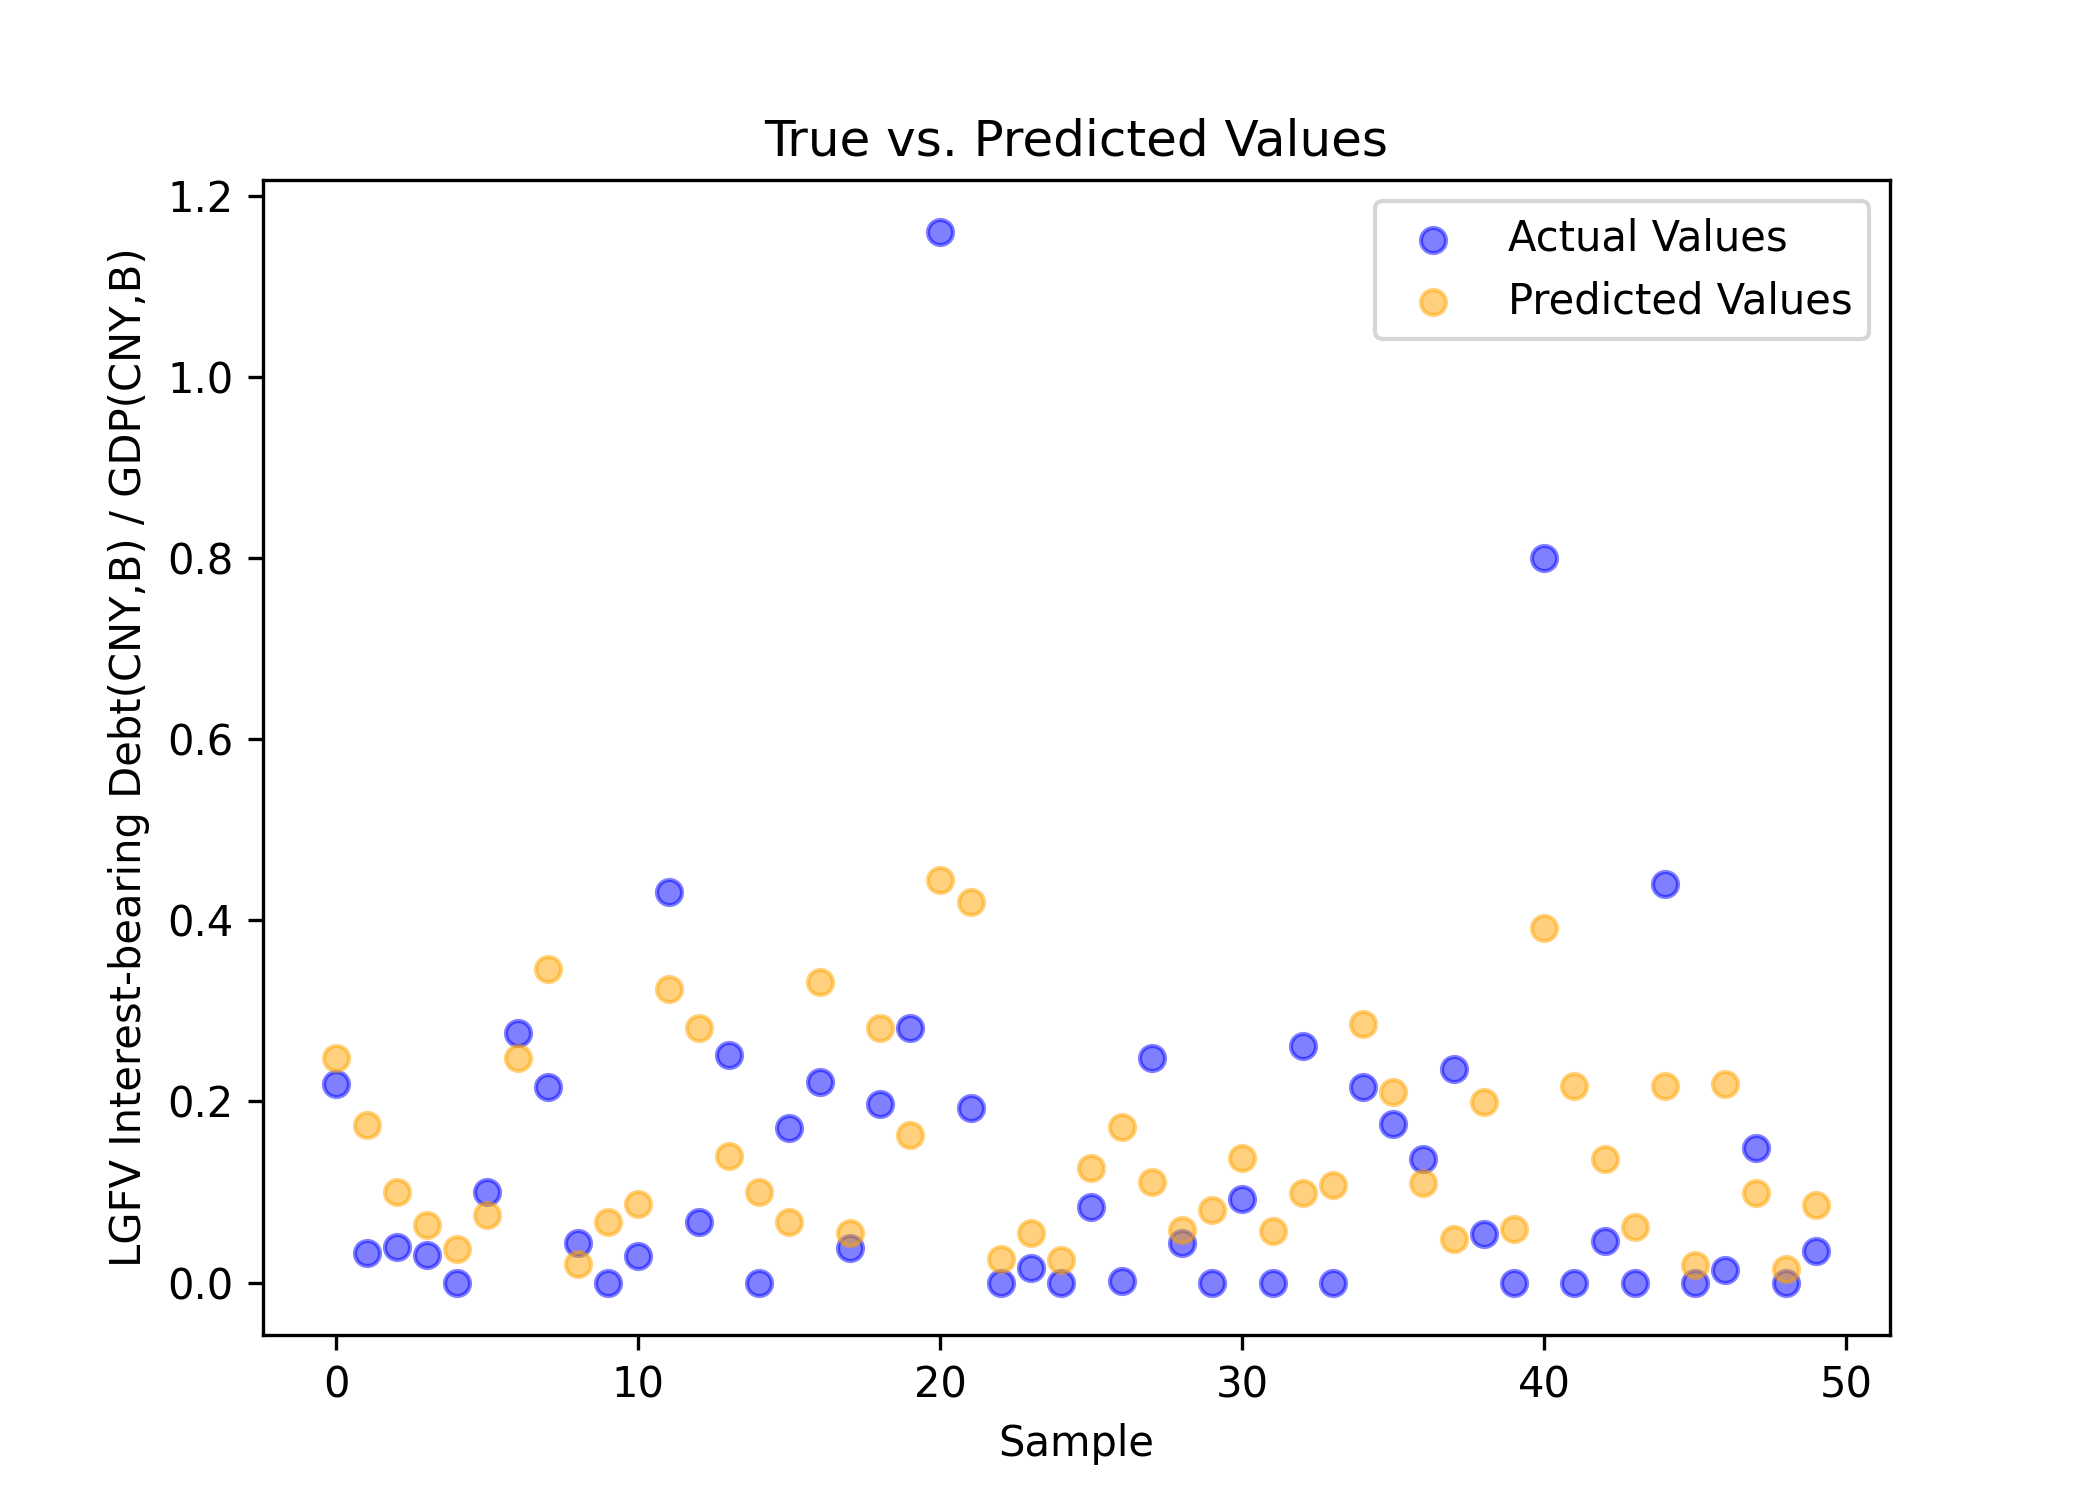 True vs. Predicted Values
Actual Values
Predicted Values
LGFV Interest-bearing Debt(CNY,B) / GDP(CNY,B)
1.2
1.0
0.8
0.6
0.4
0.2
0.0
0 10 20 30 40 50
Sample